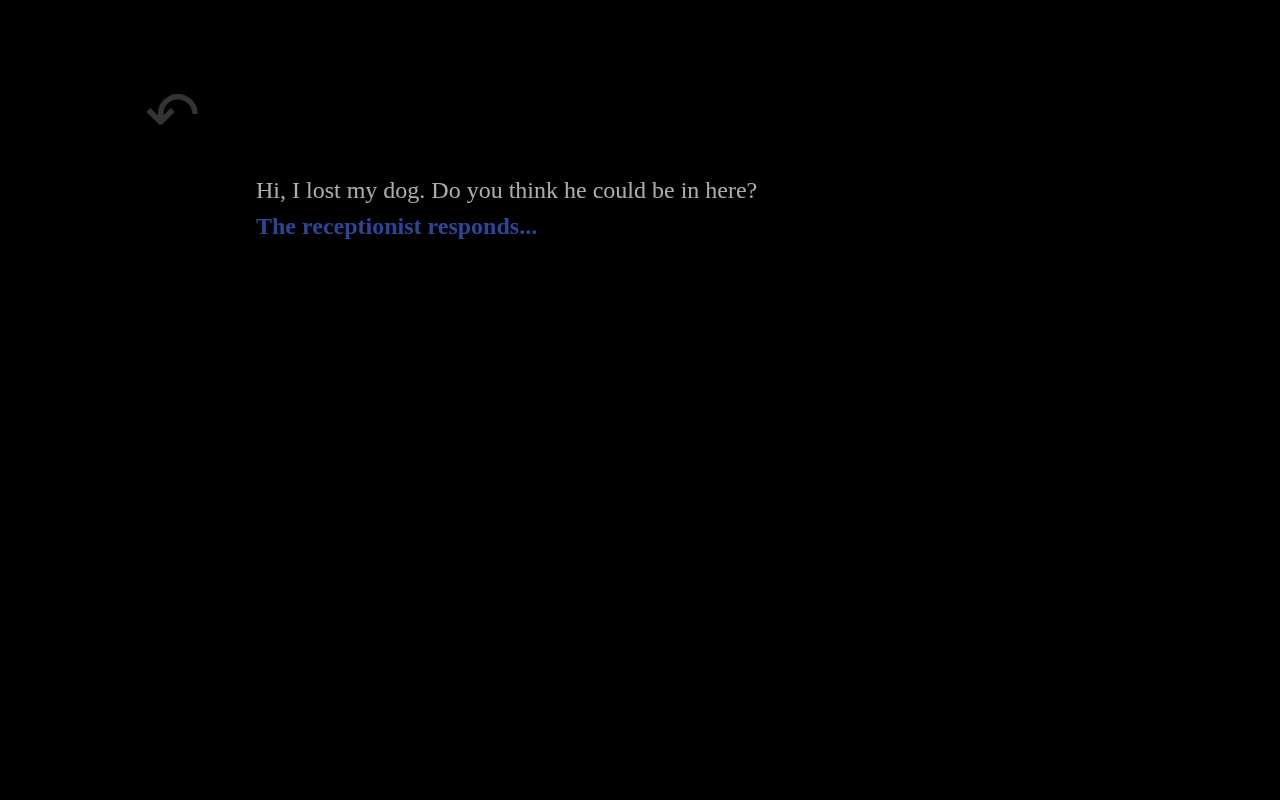 Hi, I lost my dog. Do you think he could be in here?
The receptionist responds...